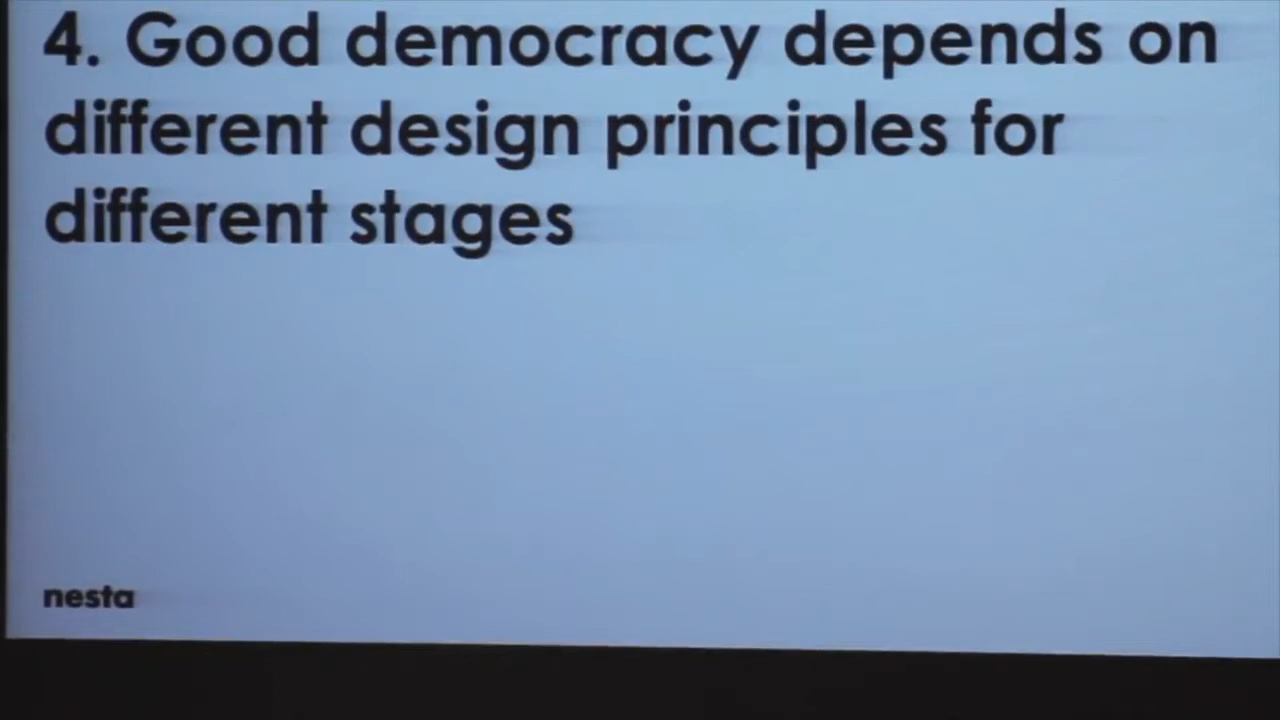 4. Good democracy depends on
different design principles for
different stages
nesta